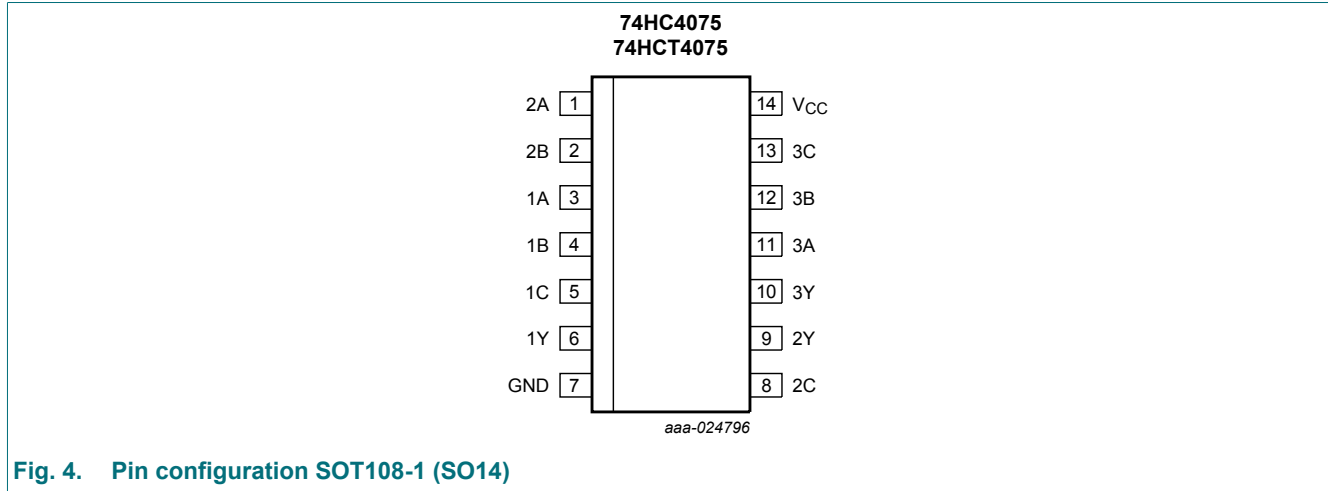 74HC4075
74HCT4075
2A 1 14 VCC
2B 2 13 3C
1A 3 12 3B
1B 4 11 3A
1C 5 10 3Y
1Y 6 9 2Y
GND 7 8 2C
aaa-024796
Fig. 4. Pin configuration SOT108-1 (SO14)